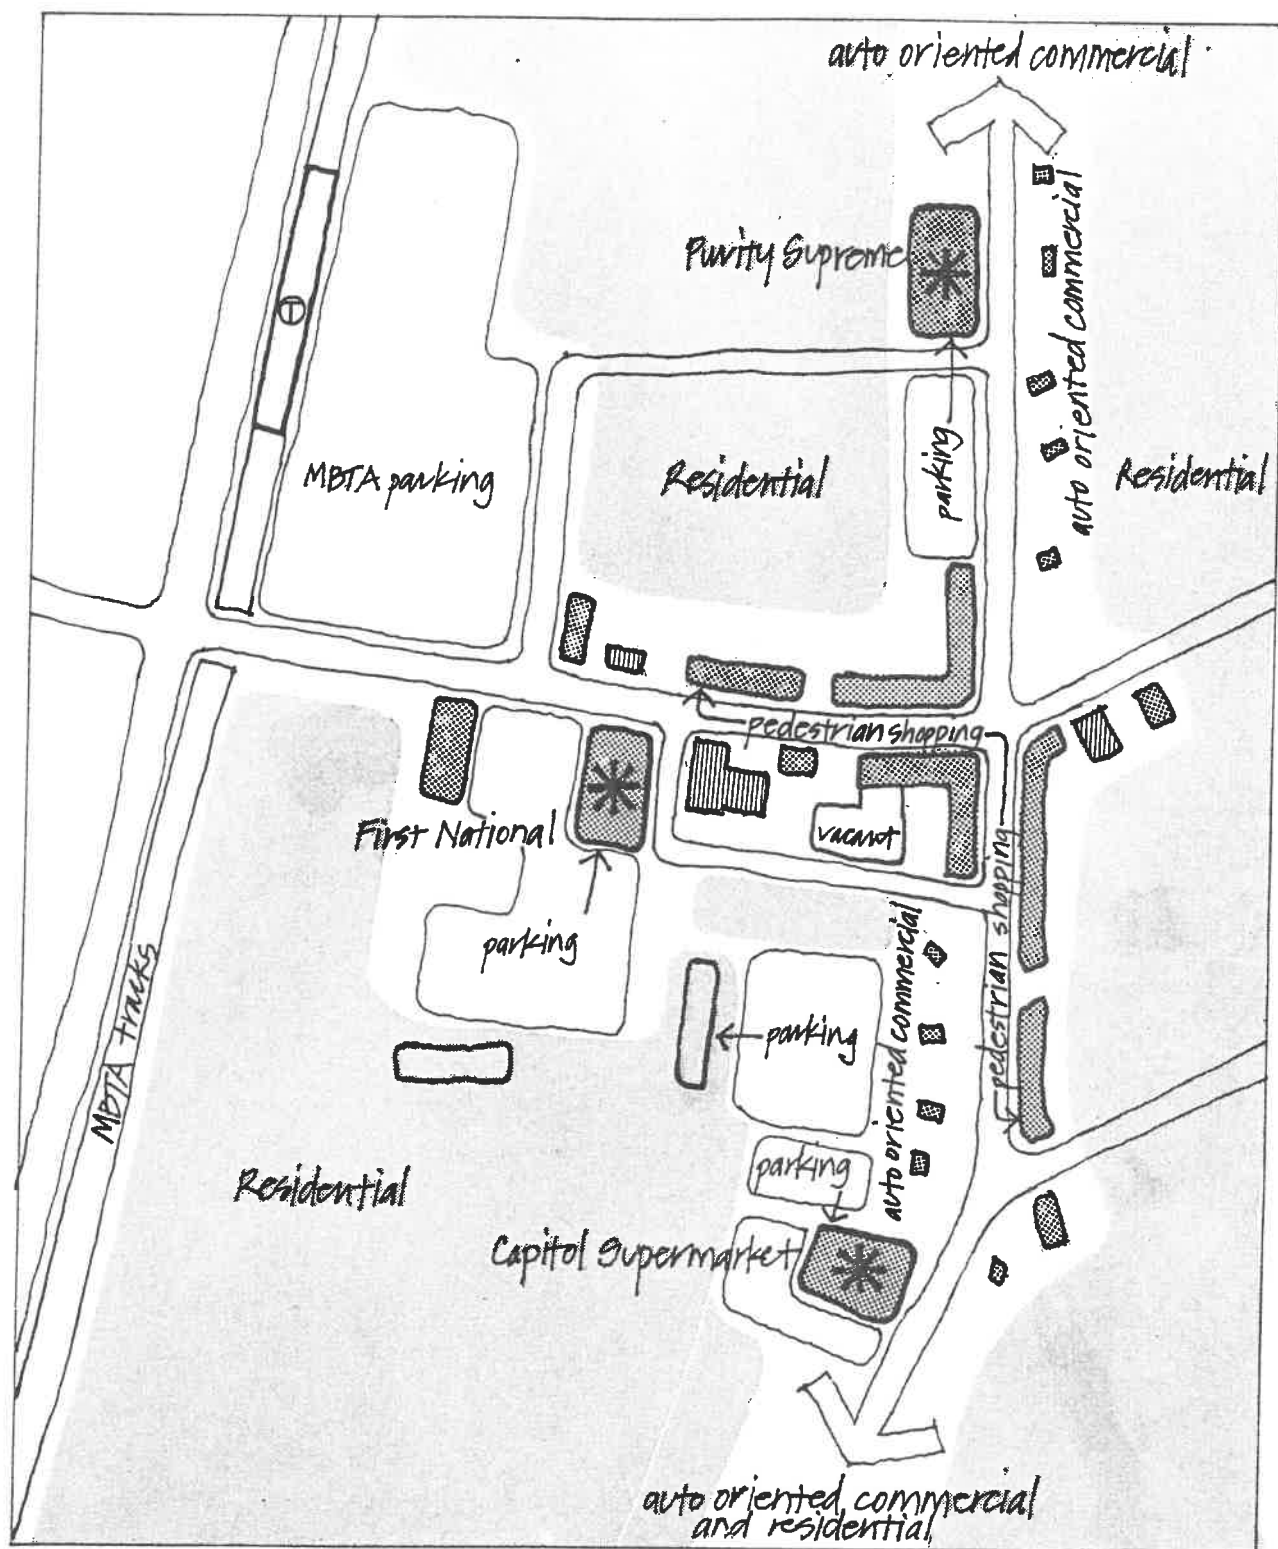 auto oriented commercial
auto oriented commercial
Purity Supreme
T
MBTA parking
Residential
parking
Residential
pedestrian shopping
First National
vacant
pedestrian shopping
parking
auto oriented commercial
parking
MBTA tracks
parking
Residential
Capitol Supermarket
auto oriented commercial
and residential